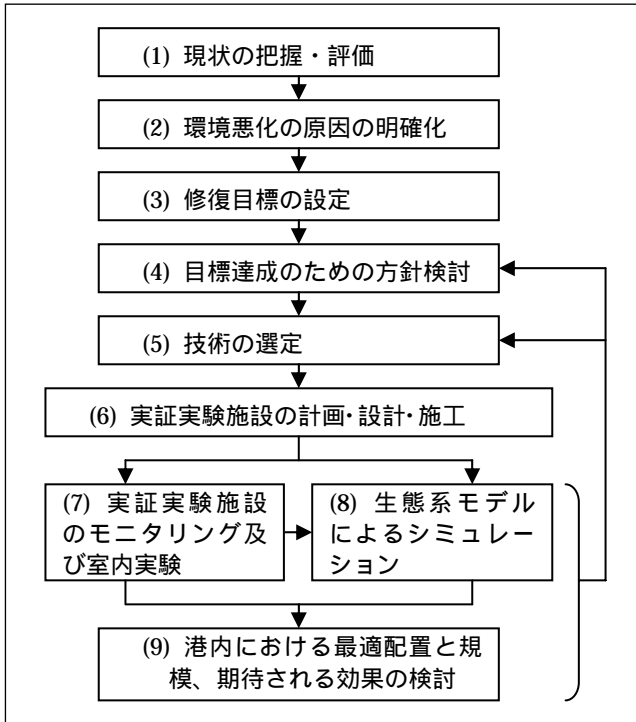 (1) 現状の把握・評価
(2) 環境悪化の原因の明確化
(3) 修復目標の設定
(4) 目標達成のための方針検討
(5) 技術の選定
(6) 実証実験施設の計画・設計・施工
(7) 実証実験施設
のモニタリング及
び室内実験
(8) 生態系モデル
によるシミュレー
ション
(9) 港内における最適配置と規
模、期待される効果の検討